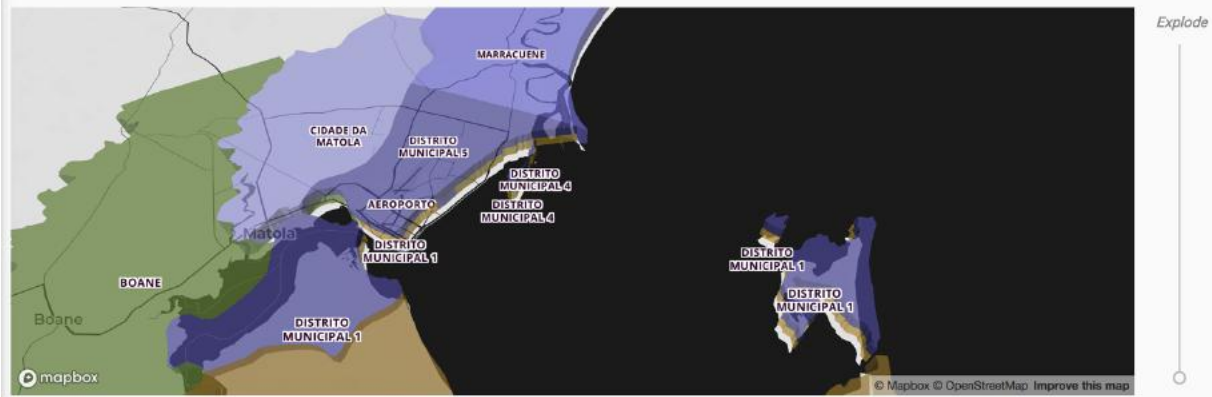 Explode
MARRACUENE
CIDADE DA
MATOLA
DISTRITO
MUNICIPAL 5
DISTRITO
MUNICIPAL 4
AEROPORTO
DISTRITO
MUNICIPAL 4
Matola
DISTRITO
MUNICIPAL 1
DISTRITO
MUNICIPAL 1
BOANE
DISTRITO
MUNICIPAL 1
Boane
DISTRITO
MUNICIPAL 1
mapbox
© Mapbox © OpenStreetMap Improve this map